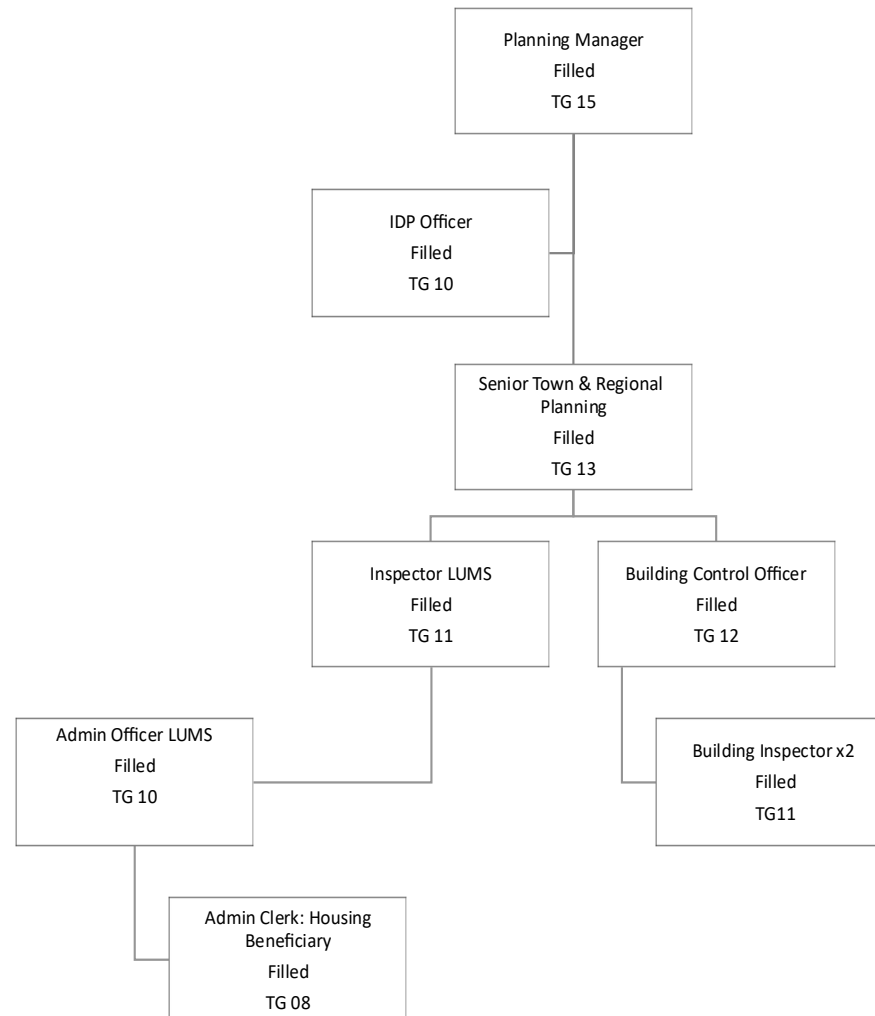 Planning Manager
Filled
TG 15
IDP Officer
Filled
TG 10
Senior Town & Regional
Planning
Filled
TG 13
Inspector LUMS
Filled
TG 11
Building Control Officer
Filled
TG 12
Admin Officer LUMS
Filled
TG 10
Building Inspector x2
Filled
TG11
Admin Clerk: Housing
Beneficiary
Filled
TG 08